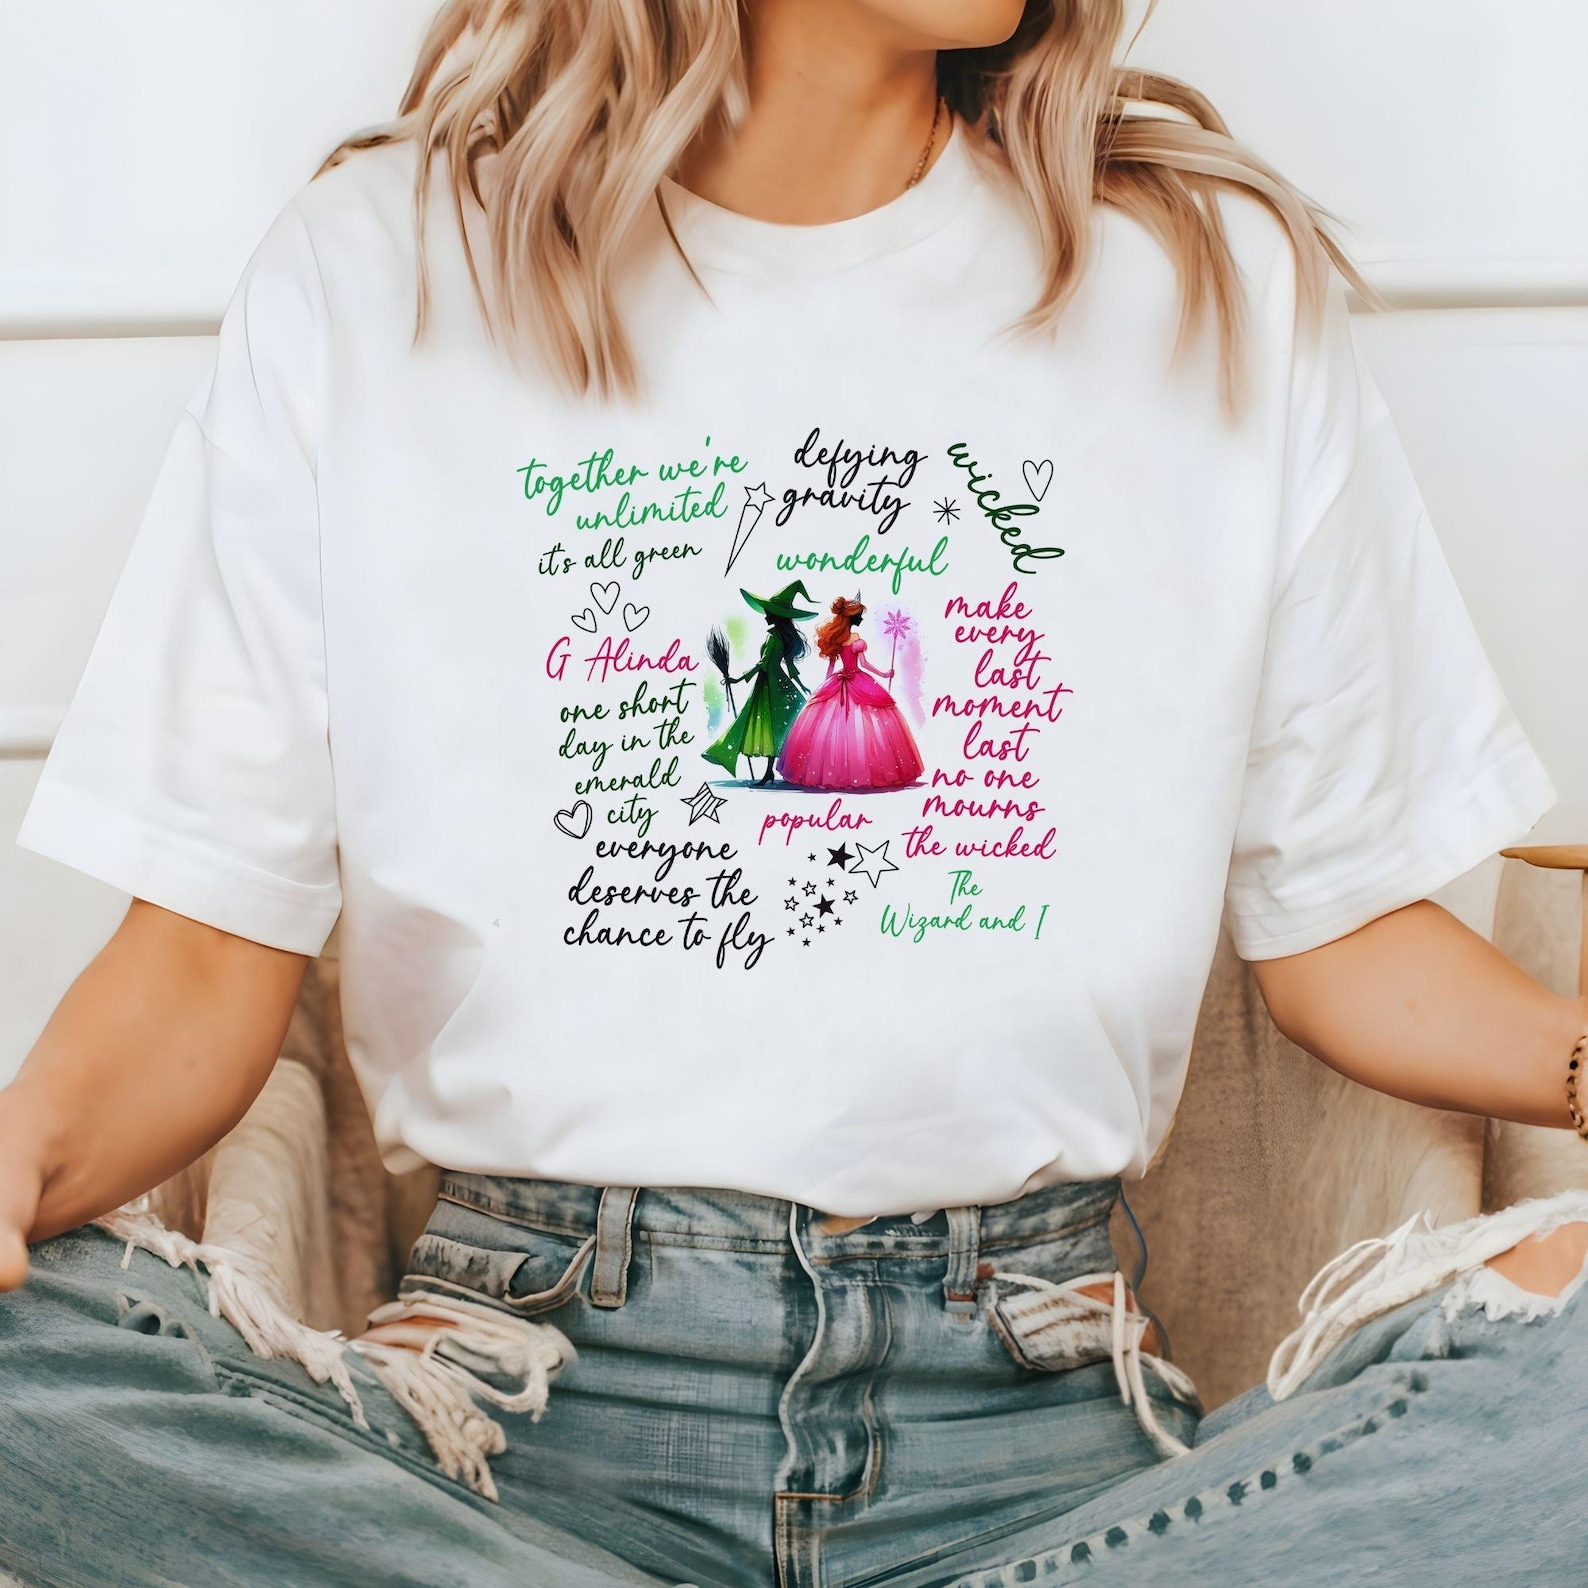 together we're
unlimited
it's all green
defying
gravity
wicked
wonderful
G Alinda
one short
day in the
emerald
city
everyone
deserves the
chance to fly
make
every
last
moment
last
no one
mourns
the wicked
popular
The
Wizard and I